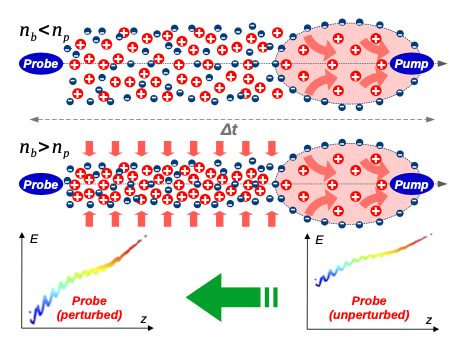 n_b<n_p
Probe
Pump
Δt
n_b>n_p
Probe
Pump
E
Probe
(perturbed)
z
E
Probe
(unperturbed)
z